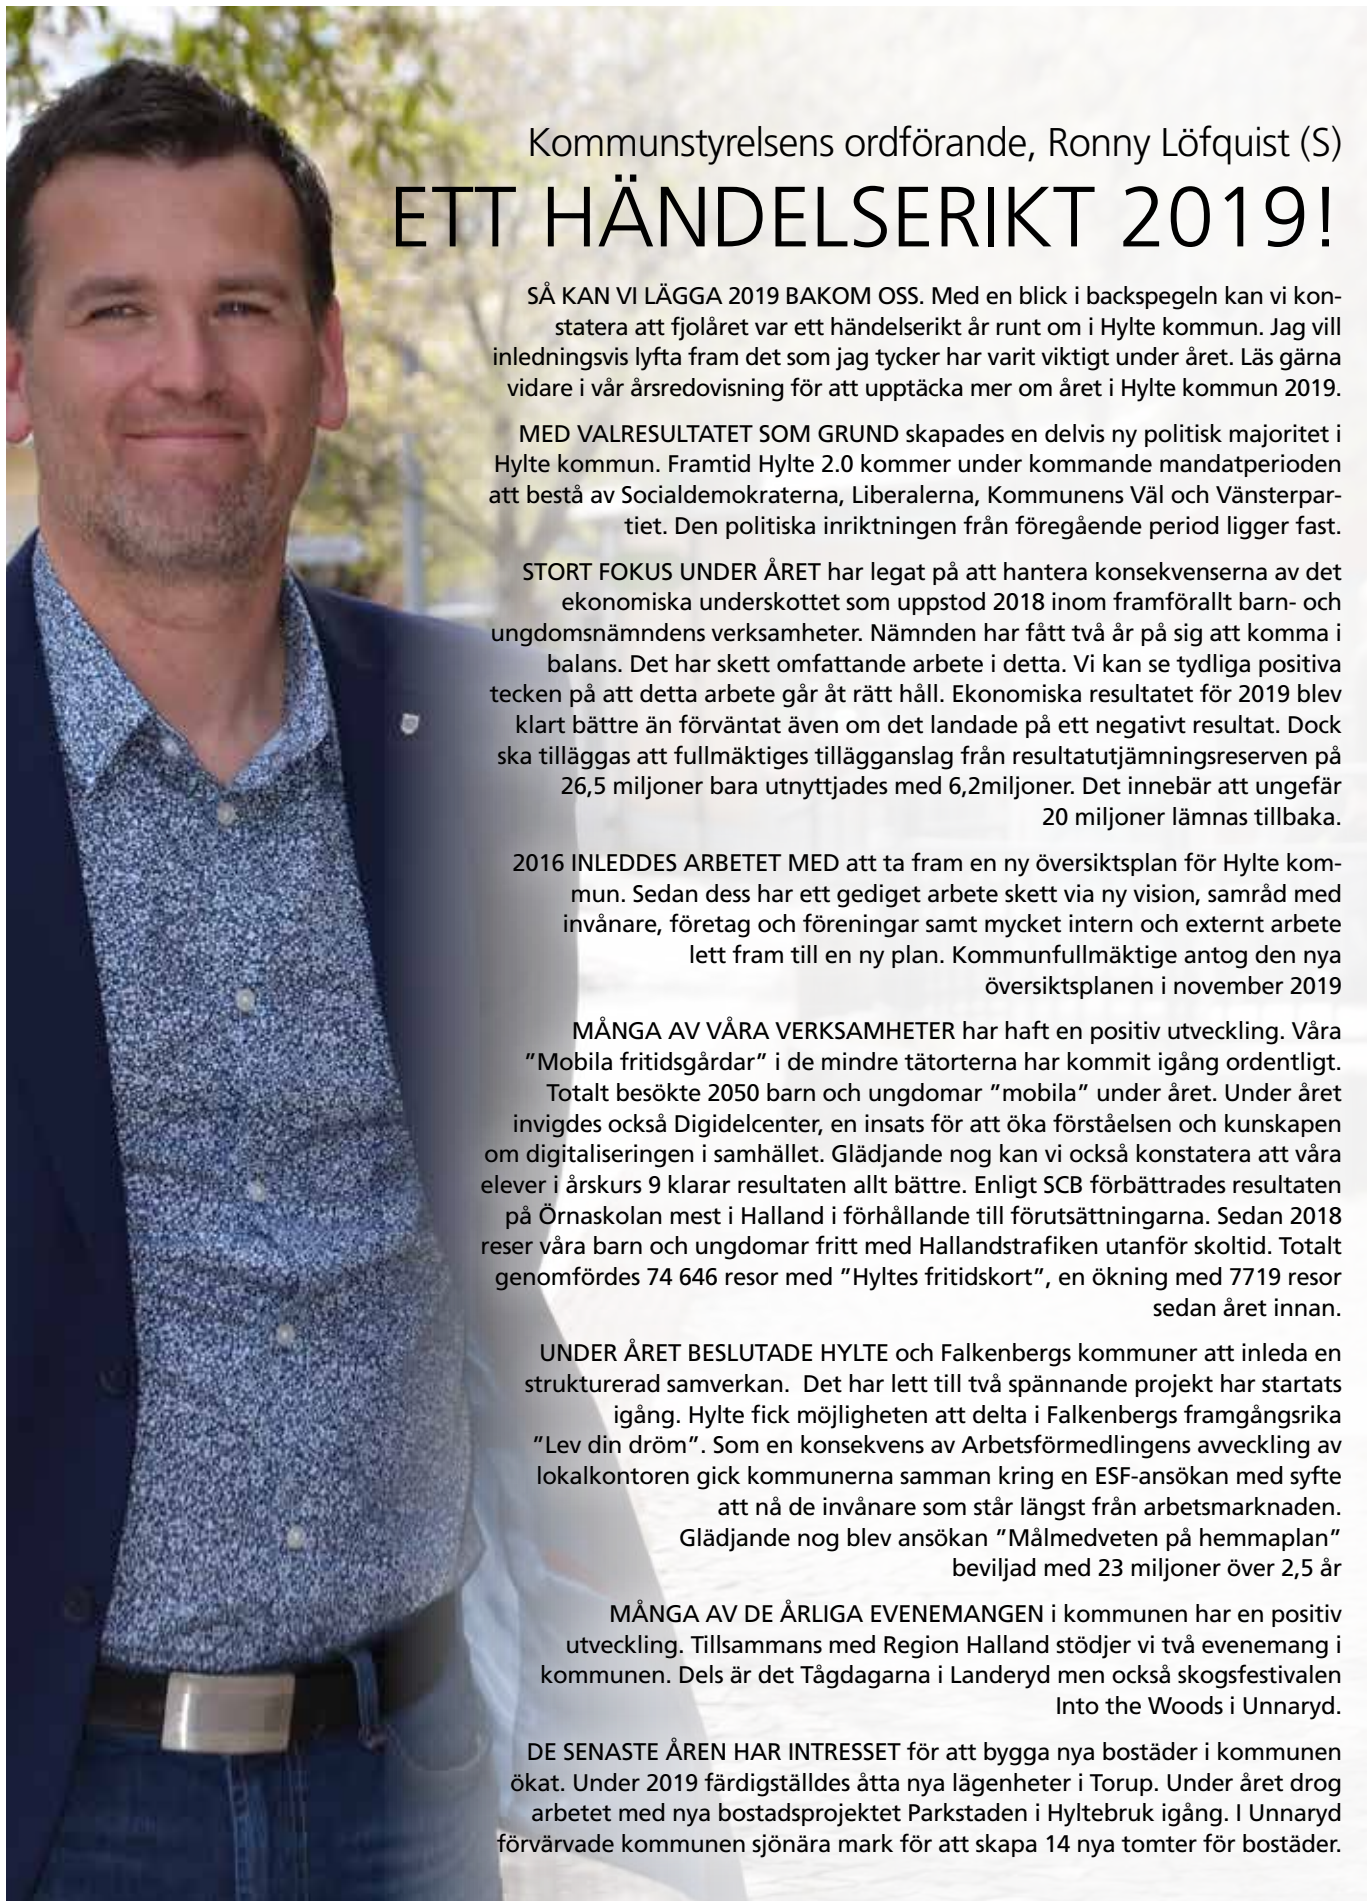 Kommunstyrelsens ordförande, Ronny Löfquist (S)
ETT HÄNDELSERIKT 2019!
SÅ KAN VI LÄGGA 2019 BAKOM OSS. Med en blick i backspegeln kan vi kon-
statera att fjolåret var ett händelserikt år runt om i Hylte kommun. Jag vill
inledningsvis lyfta fram det som jag tycker har varit viktigt under året. Läs gärna
vidare i vår årsredovisning för att upptäcka mer om året i Hylte kommun 2019.
MED VALRESULTATET SOM GRUND skapades en delvis ny politisk majoritet i
Hylte kommun. Framtid Hylte 2.0 kommer under kommande mandatperioden
att bestå av Socialdemokraterna, Liberalerna, Kommunens Väl och Vänsterpar-
tiet. Den politiska inriktningen från föregående period ligger fast.
STORT FOKUS UNDER ÅRET har legat på att hantera konsekvenserna av det
ekonomiska underskottet som uppstod 2018 inom framförallt barn- och
ungdomsnämndens verksamheter. Nämnden har fått två år på sig att komma i
balans. Det har skett omfattande arbete i detta. Vi kan se tydliga positiva
tecken på att detta arbete går åt rätt håll. Ekonomiska resultatet för 2019 blev
klart bättre än förväntat även om det landade på ett negativt resultat. Dock
ska tilläggas att fullmäktiges tillägganslag från resultatutjämningsreserven på
26,5 miljoner bara utnyttjades med 6,2miljoner. Det innebär att ungefär
20 miljoner lämnas tillbaka.
2016 INLEDDES ARBETET MED att ta fram en ny översiktsplan för Hylte kom-
mun. Sedan dess har ett gediget arbete skett via ny vision, samråd med
invånare, företag och föreningar samt mycket intern och externt arbete
lett fram till en ny plan. Kommunfullmäktige antog den nya
översiktsplanen i november 2019
MÅNGA AV VÅRA VERKSAMHETER har haft en positiv utveckling. Våra
”Mobila fritidsgårdar” i de mindre tätorterna har kommit igång ordentligt.
Totalt besökte 2050 barn och ungdomar ”mobila” under året. Under året
invigdes också Digidelcenter, en insats för att öka förståelsen och kunskapen
om digitaliseringen i samhället. Glädjande nog kan vi också konstatera att våra
elever i årskurs 9 klarar resultaten allt bättre. Enligt SCB förbättrades resultaten
på Örnaskolan mest i Halland i förhållande till förutsättningarna. Sedan 2018
reser våra barn och ungdomar fritt med Hallandstrafiken utanför skoltid. Totalt
genomfördes 74 646 resor med ”Hyltes fritidskort”, en ökning med 7719 resor
sedan året innan.
UNDER ÅRET BESLUTADE HYLTE och Falkenbergs kommuner att inleda en
strukturerad samverkan.  Det har lett till två spännande projekt har startats
igång. Hylte fick möjligheten att delta i Falkenbergs framgångsrika
”Lev din dröm”. Som en konsekvens av Arbetsförmedlingens avveckling av
lokalkontoren gick kommunerna samman kring en ESF-ansökan med syfte
att nå de invånare som står längst från arbetsmarknaden.
Glädjande nog blev ansökan ”Målmedveten på hemmaplan”
beviljad med 23 miljoner över 2,5 år
MÅNGA AV DE ÅRLIGA EVENEMANGEN i kommunen har en positiv
utveckling. Tillsammans med Region Halland stödjer vi två evenemang i
kommunen. Dels är det Tågdagarna i Landeryd men också skogsfestivalen
Into the Woods i Unnaryd.
DE SENASTE ÅREN HAR INTRESSET för att bygga nya bostäder i kommunen
ökat. Under 2019 färdigställdes åtta nya lägenheter i Torup. Under året drog
arbetet med nya bostadsprojektet Parkstaden i Hyltebruk igång. I Unnaryd
förvärvade kommunen sjönära mark för att skapa 14 nya tomter för bostäder.